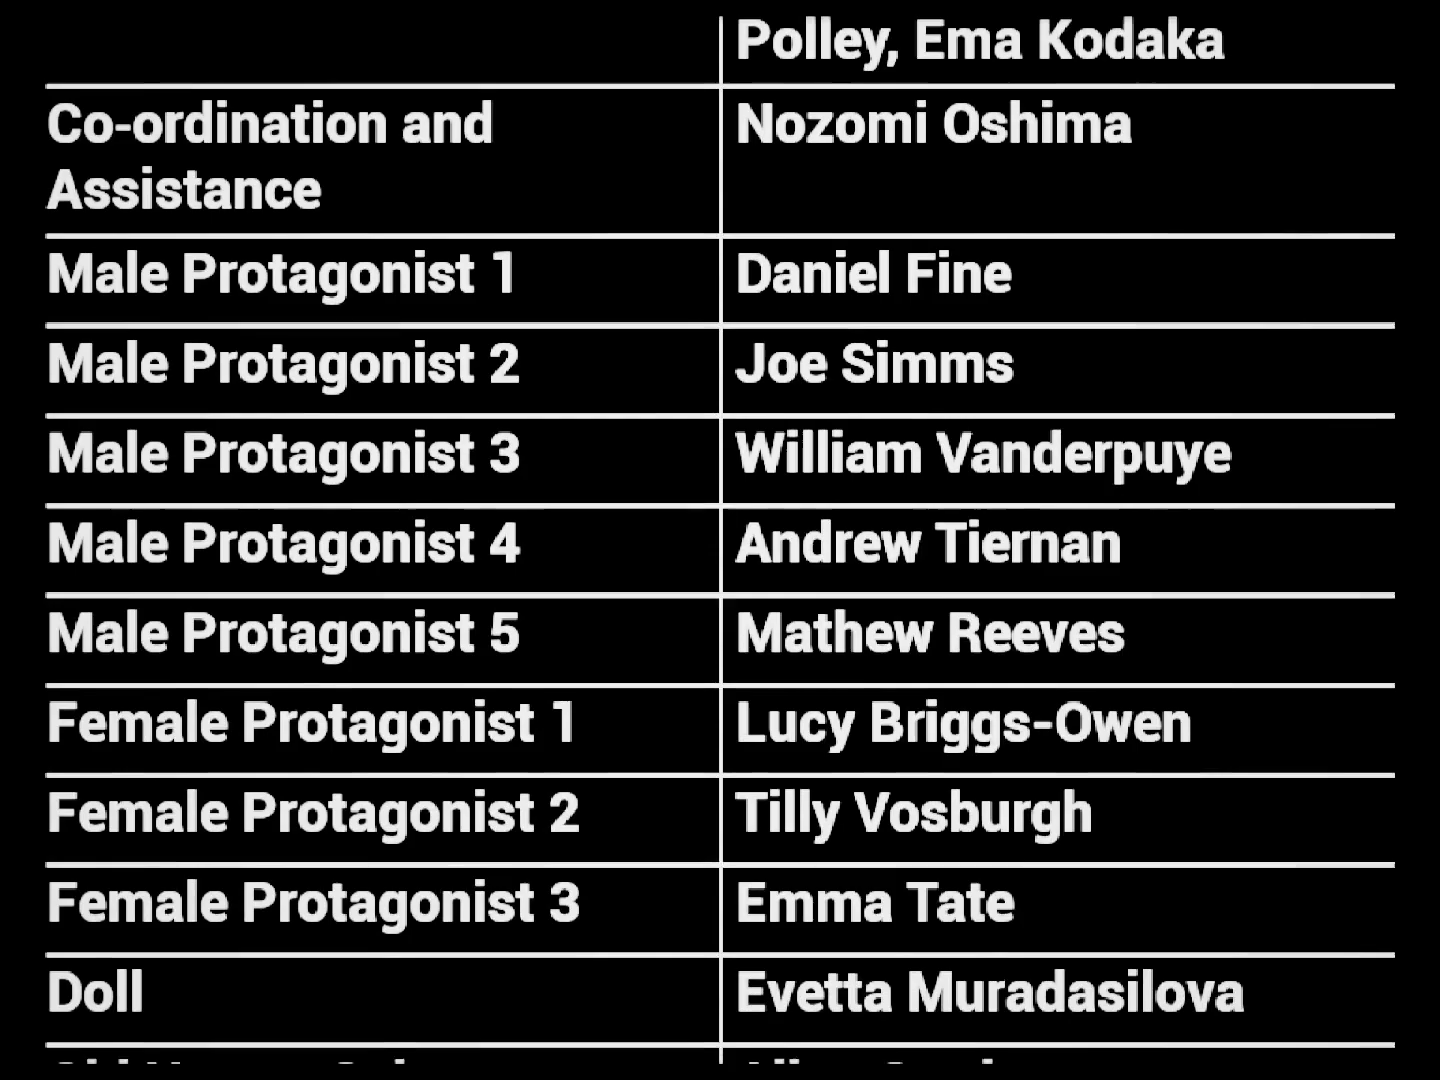 Polley, Ema Kodaka
Co-ordination and Nozomi Oshima
Assistance
Male Protagonist 1 Daniel Fine
Male Protagonist 2 Joe Simms
Male Protagonist 3 William Vanderpuye
Male Protagonist 4 Andrew Tiernan
Male Protagonist 5 Mathew Reeves
Female Protagonist 1 Lucy Briggs-Owen
Female Protagonist 2 Tilly Vosburgh
Female Protagonist 3 Emma Tate
Doll Evetta Muradasilova